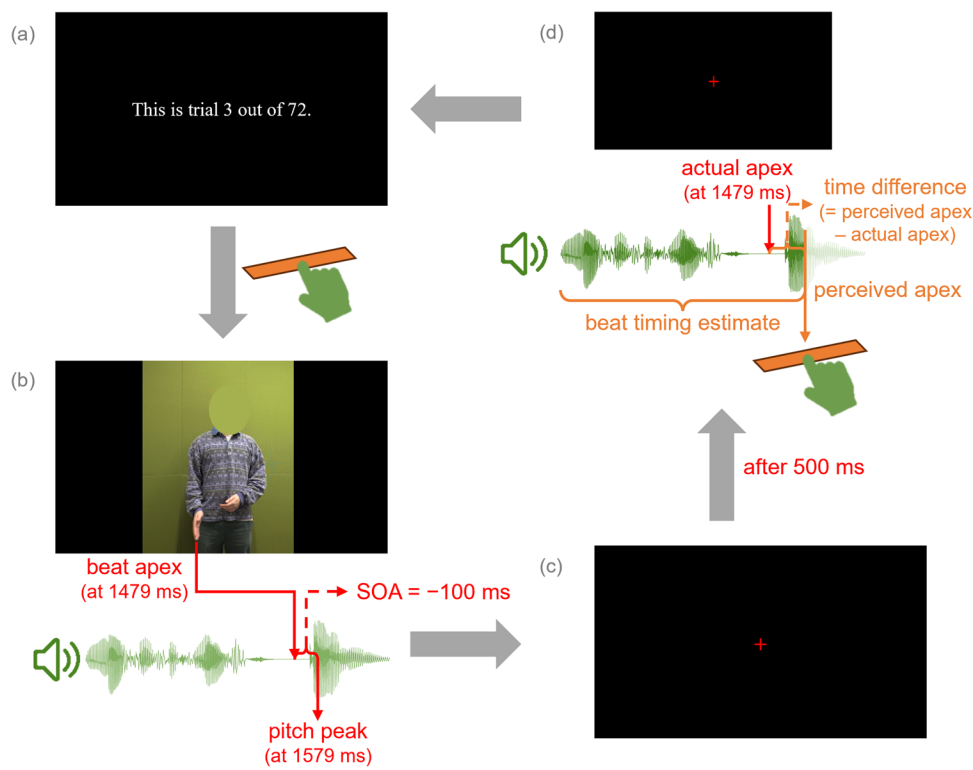 (a)
This is trial 3 out of 72.
(b)
beat apex
(at 1479 ms)
SOA = −100 ms
pitch peak
(at 1579 ms)
(c)
after 500 ms
(d)
actual apex
(at 1479 ms)
time difference
(= perceived apex
– actual apex)
perceived apex
beat timing estimate